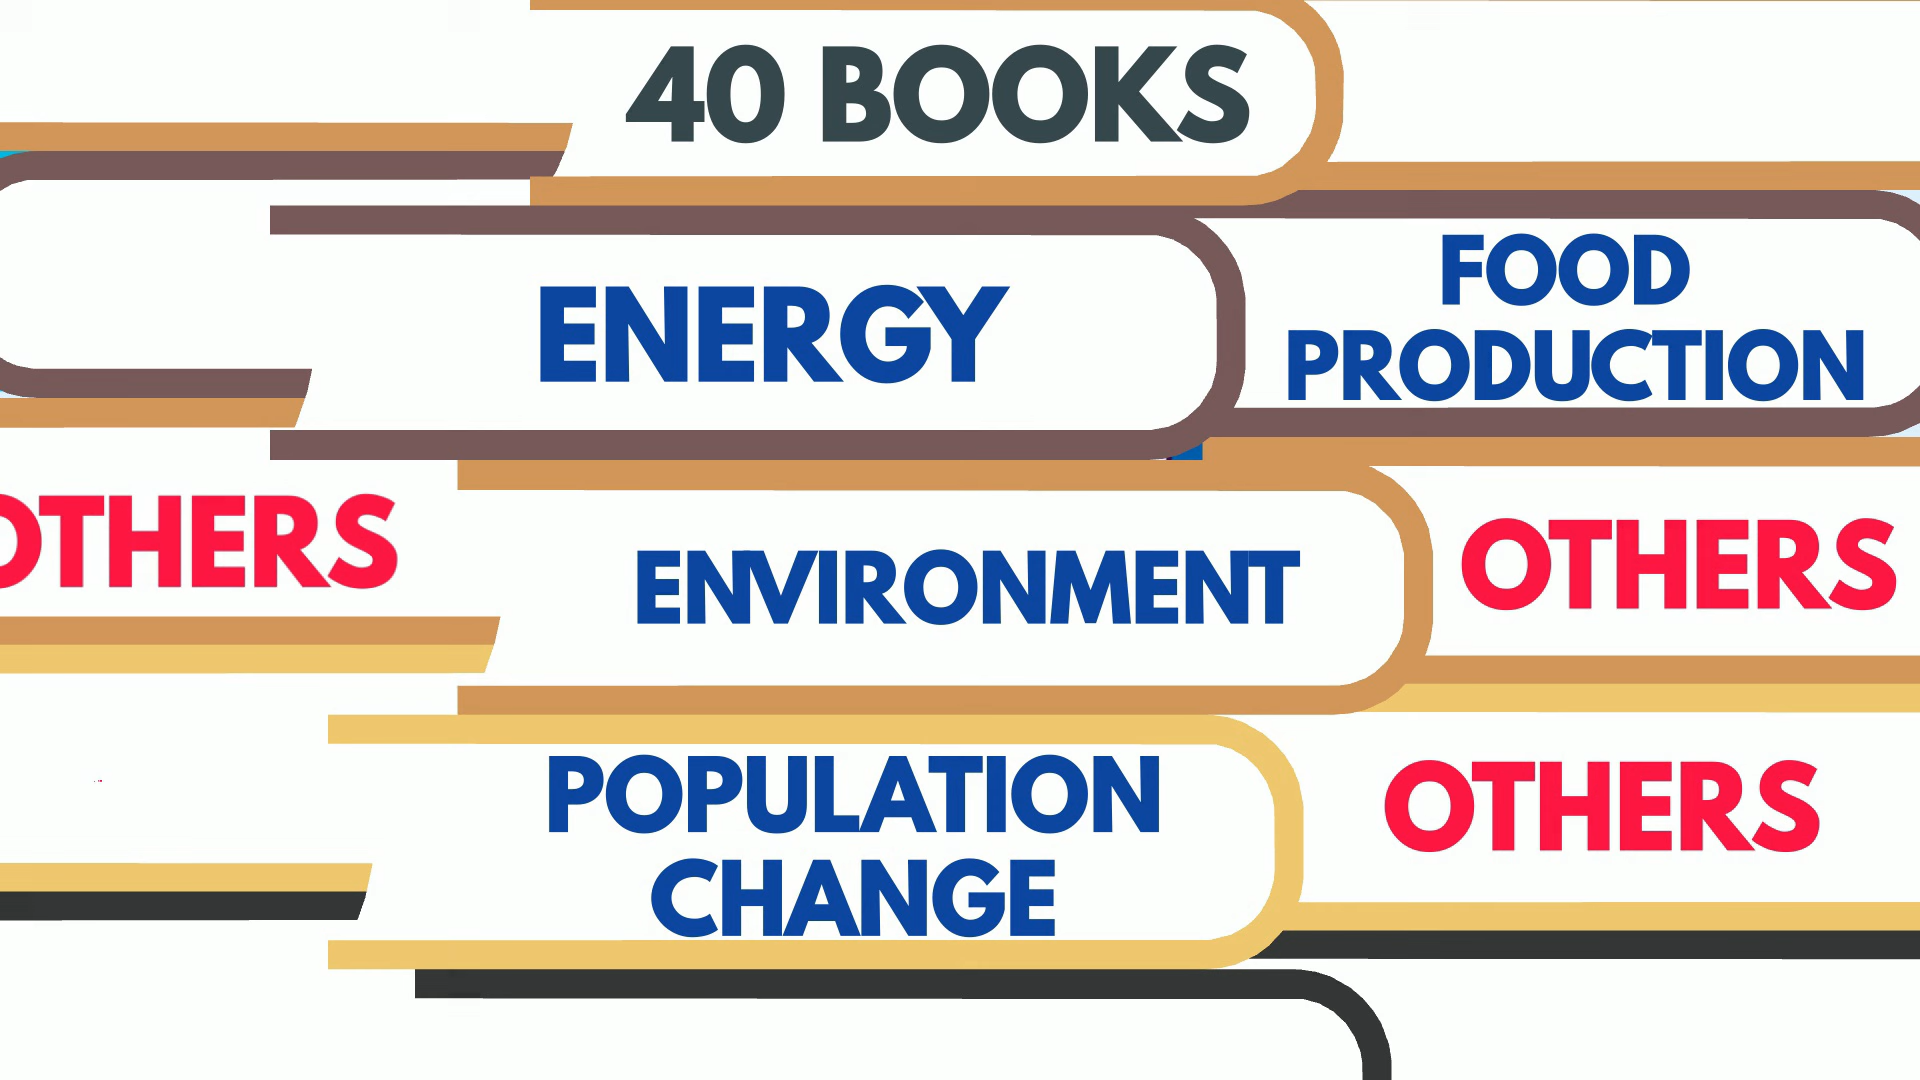 40 BOOKS
ENERGY
FOOD
PRODUCTION
OTHERS
ENVIRONMENT
OTHERS
POPULATION
CHANGE
OTHERS